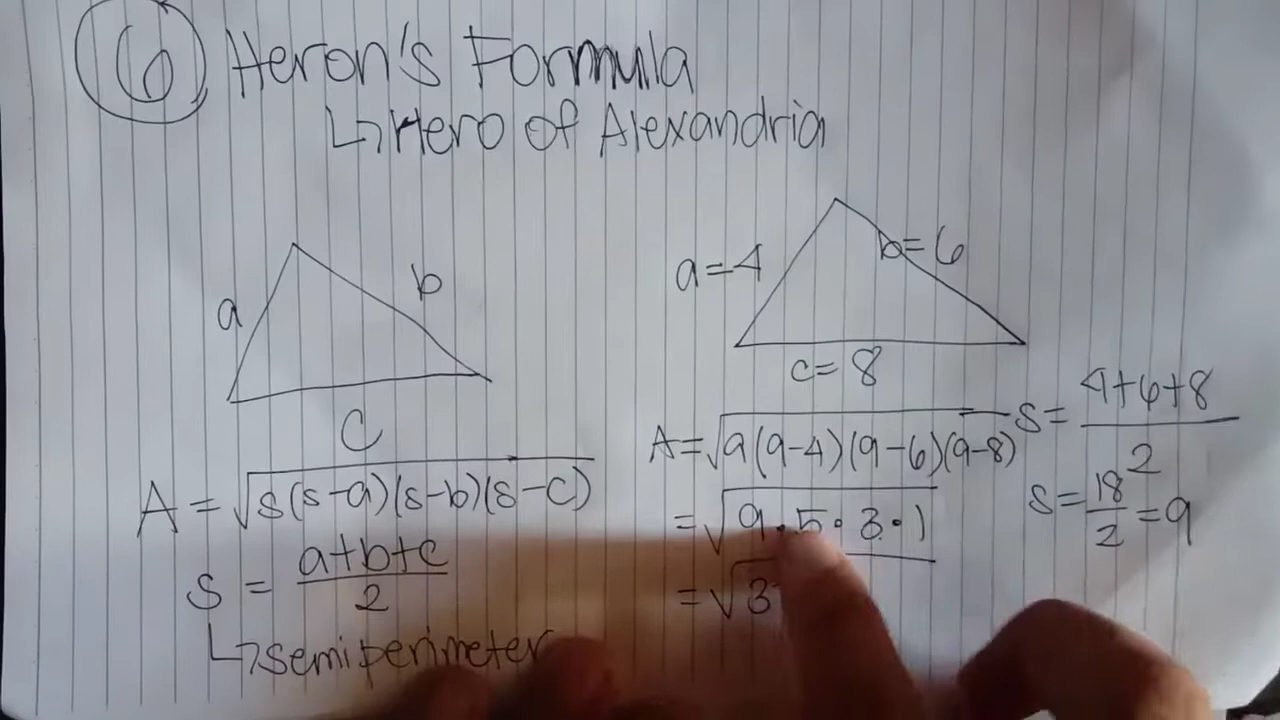 6 Heron's Formula
↳Hero of Alexandria
a
b
c
A = √s(s-a)(s-b)(s-c)
s = a+b+c/2
↳semiperimeter
a=4
b=6
c=8
A=√9(9-4)(9-6)(9-8)
=√9·5·3·1
=√3
s= 4+6+8/2
s=18/2=9